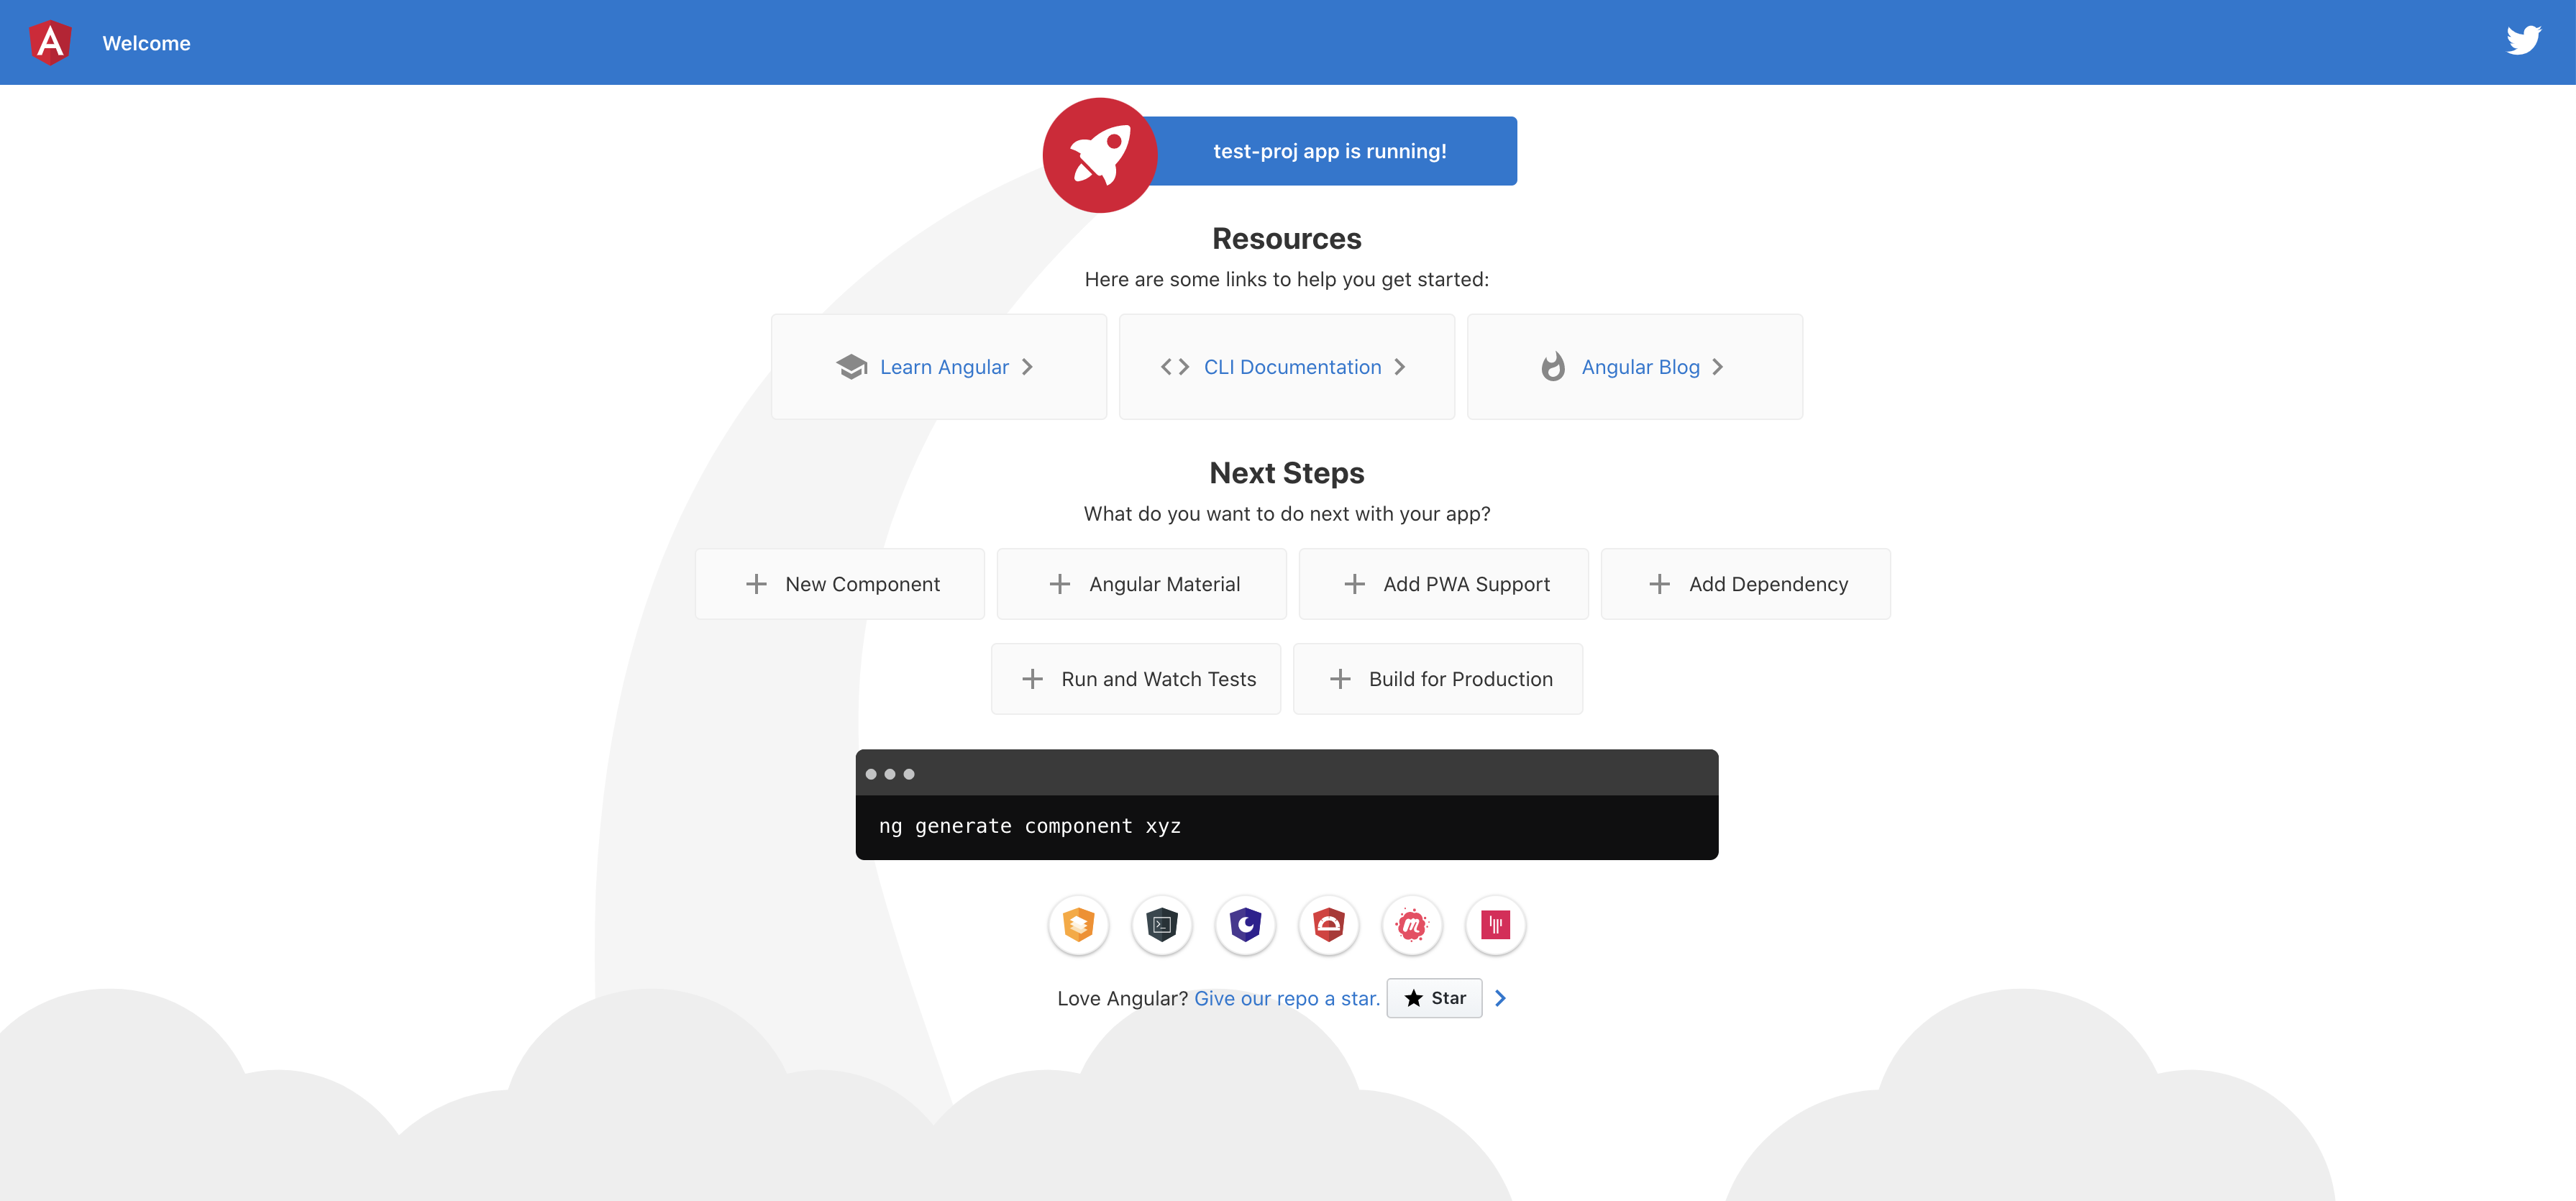 Welcome
test-proj app is running!
Resources
Here are some links to help you get started:
Learn Angular
CLI Documentation
Angular Blog
Next Steps
What do you want to do next with your app?
New Component
Angular Material
Add PWA Support
Add Dependency
Run and Watch Tests
Build for Production
ng generate component xyz
Love Angular? Give our repo a star. Star